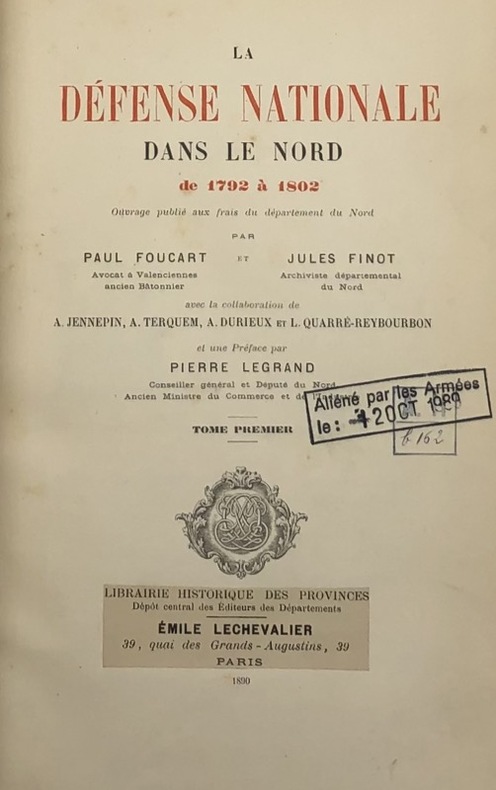 LA
DÉFENSE NATIONALE
DANS LE NORD
de 1792 à 1802
Ouvrage publié aux frais du département du Nord
PAR
PAUL FOUCART ET JULES FINOT
Avocat à Valenciennes
ancien Bâtonnier
Archiviste départemental
du Nord
avec la collaboration de
A. JENNEPIN, A. TERQUEM, A. DURIEUX ET L. QUARRÉ-REYBOURBON
et une Préface par
PIERRE LEGRAND
Conseiller général et Député du Nord
Ancien Ministre du Commerce et de
Aliéné par les Armées
le : 2 OCT 1989
b 162
TOME PREMIER
LIBRAIRIE HISTORIQUE DES PROVINCES
Dépôt central des Éditeurs des Départements
ÉMILE LECHEVALIER
39, quai des Grands-Augustins, 39
PARIS
1890